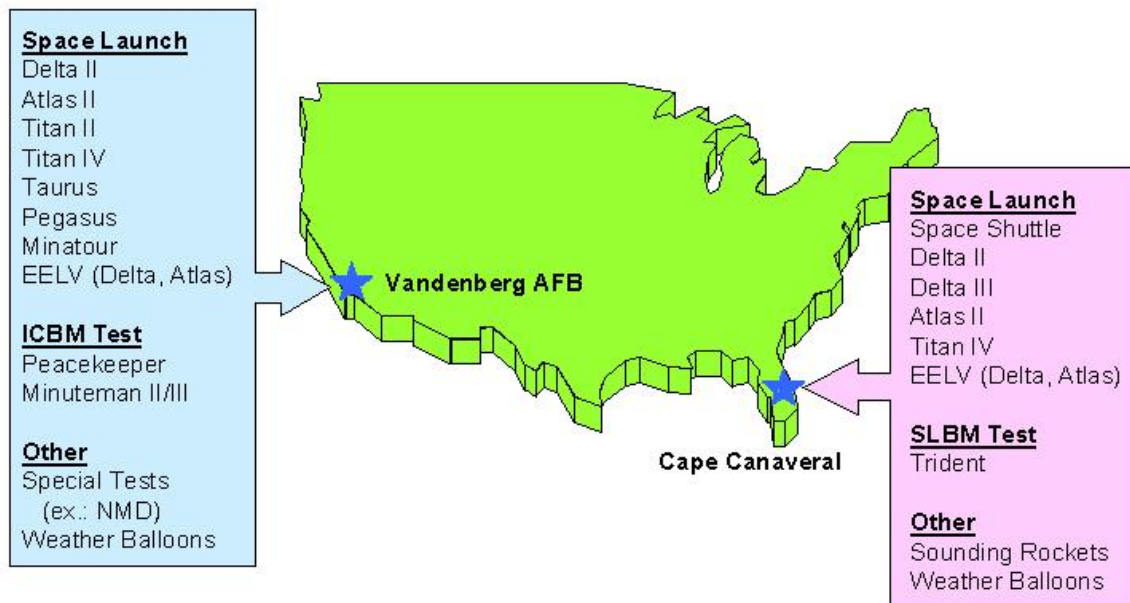 Space Launch
Delta II
Atlas II
Titan II
Titan IV
Taurus
Pegasus
Minatour
EELV (Delta, Atlas)
ICBM Test
Peacekeeper
Minuteman II/III
Other
Special Tests
(ex.: NMD)
Weather Balloons
Vandenberg AFB
Cape Canaveral
Space Launch
Space Shuttle
Delta II
Delta III
Atlas II
Titan IV
EELV (Delta, Atlas)
SLBM Test
Trident
Other
Sounding Rockets
Weather Balloons